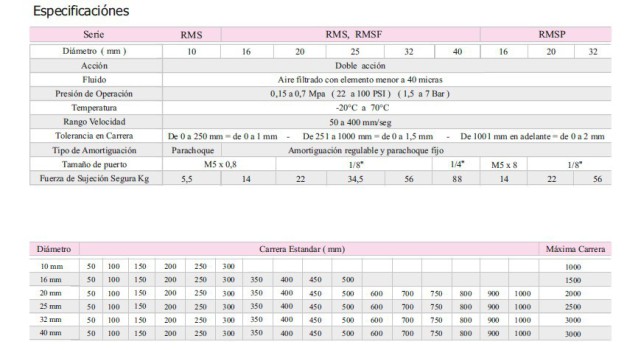 Especificaciónes
Serie RMS RMS, RMSF RMSP
Diámetro ( mm ) 10 16 20 25 32 40 16 20 32
Acción Doble acción
Fluido Aire filtrado con elemento menor a 40 micras
Presión de Operación 0,15 a 0,7 Mpa ( 22 a 100 PSI ) ( 1,5 a 7 Bar )
Temperatura -20°C a 70°C
Rango Velocidad 50 a 400 mm/seg
Tolerancia en Carrera De 0 a 250 mm = de 0 a 1 mm - De 251 a 1000 mm = de 0 a 1,5 mm - De 1001 mm en adelante = de 0 a 2 mm
Tipo de Amortiguación Parachoque Amortiguación regulable y parachoque fijo
Tamaño de puerto M5 x 0,8 1/8" 1/4" M5 x 8 1/8"
Fuerza de Sujeción Segura Kg 5,5 14 22 34,5 56 88 14 22 56
Diámetro Carrera Estandar ( mm) Máxima Carrera
10 mm 50 100 150 200 250 300 1000
16 mm 50 100 150 200 250 300 350 400 450 500 1500
20 mm 50 100 150 200 250 300 350 400 450 500 600 700 750 800 900 1000 2000
25 mm 50 100 150 200 250 300 350 400 450 500 600 700 750 800 900 1000 2500
32 mm 50 100 150 200 250 300 350 400 450 500 600 700 750 800 900 1000 3000
40 mm 50 100 150 200 250 300 350 400 450 500 600 700 750 800 900 1000 3000